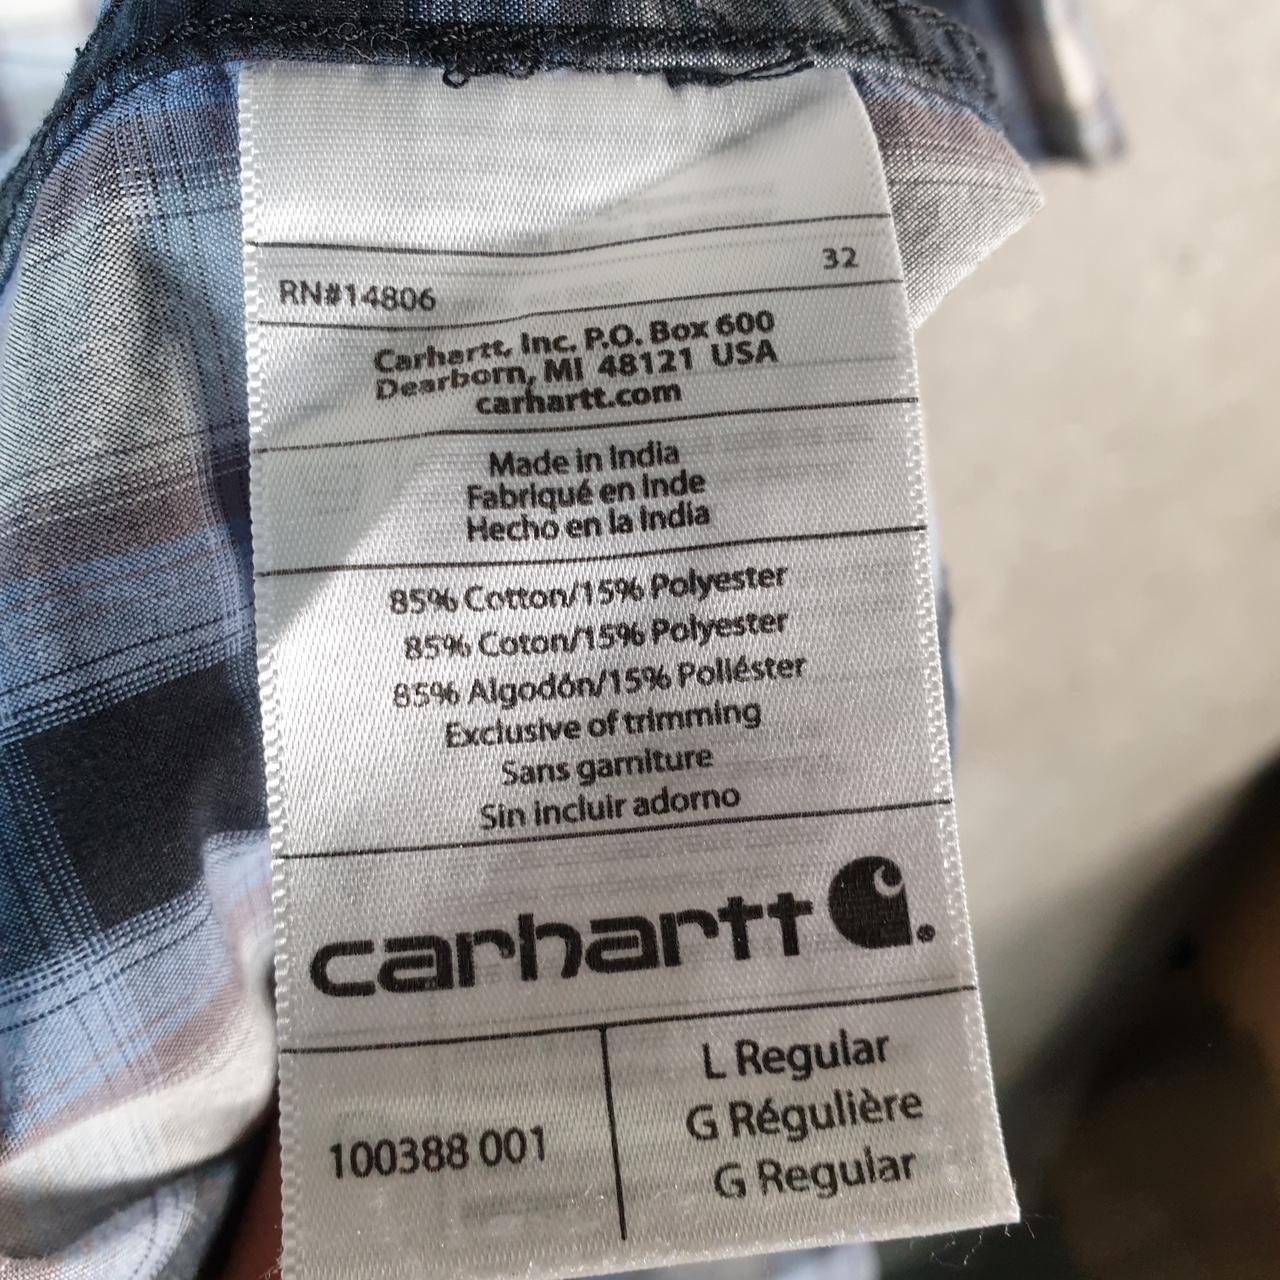 32
RN#14806
Carhartt, Inc. P.O. Box 600
Dearborn, MI 48121 USA
carhartt.com
Made in India
Fabriqué en Inde
Hecho en la India
85% Cotton/15% Polyester
85% Coton/15% Polyester
85% Algodón/15% Poliéster
Exclusive of trimming
Sans garniture
Sin incluir adorno
carhartt
100388 001
L Regular
G Régulière
G Regular